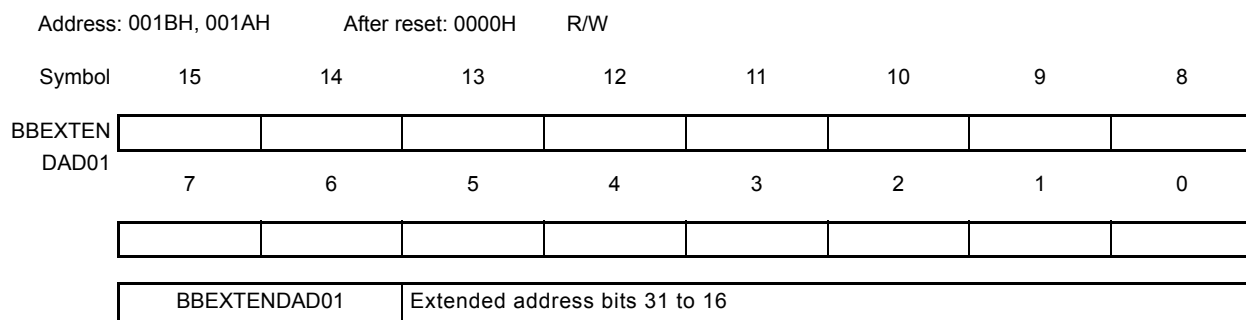 Address: 001BH, 001AH After reset: 0000H R/W
Symbol 15 14 13 12 11 10 9 8
BBEXTEN
DAD01
7 6 5 4 3 2 1 0
BBEXTENDAD01 Extended address bits 31 to 16